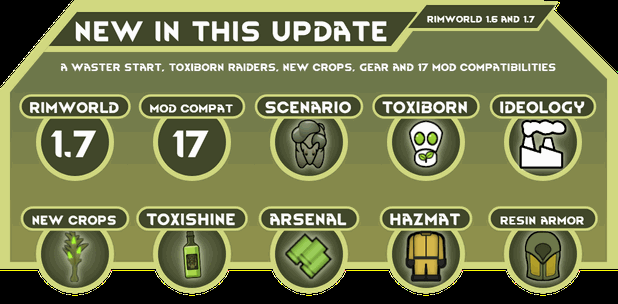 NEW IN THIS UPDATE
RIMWORLD 1.6 AND 1.7
A WASTER START, TOXIBORN RAIDERS, NEW CROPS, GEAR AND 17 MOD COMPATIBILITIES
RIMWORLD
MOD COMPAT
SCENARIO
TOXIBORN
IDEOLOGY
1.7
17
NEW CROPS
TOXISHINE
ARSENAL
HAZMAT
RESIN ARMOR